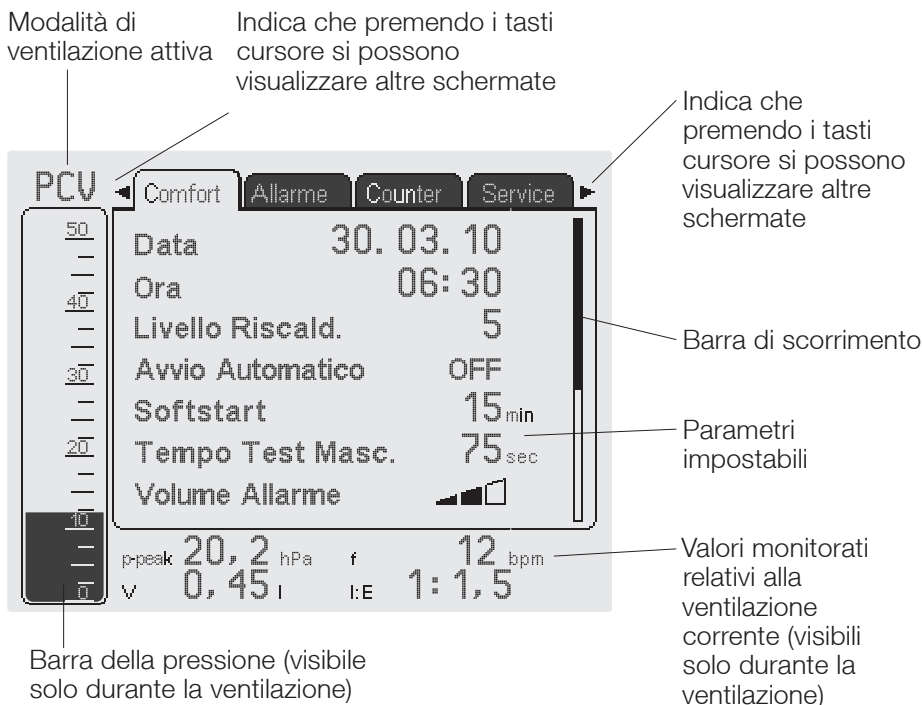 Modalità di
ventilazione attiva
Indica che premendo i tasti
cursore si possono
visualizzare altre schermate
Indica che
premendo i tasti
cursore si possono
visualizzare altre
schermate
PCV
Comfort Allarme Counter Service
50
40
30
20
10
0
Data 30. 03. 10
Ora 06: 30
Livello Riscald. 5
Avvio Automatico OFF
Softstart 15 min
Tempo Test Masc. 75 sec
Volume Allarme
p-peak 20, 2 hPa f 12 bpm
V 0, 45 l I:E 1: 1, 5
Barra di scorrimento
Parametri
impostabili
Valori monitorati
relativi alla
ventilazione
corrente (visibili
solo durante la
ventilazione)
Barra della pressione (visibile
solo durante la ventilazione)